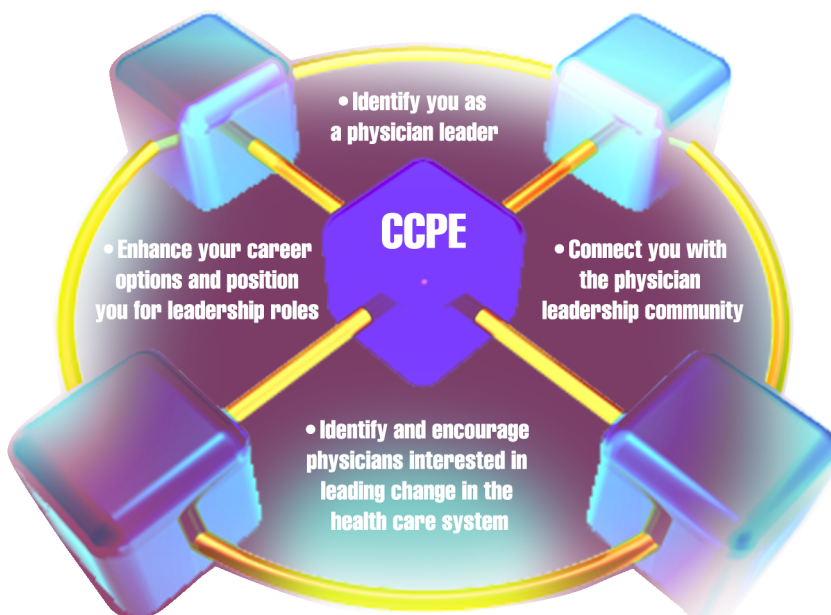 • Identify you as
a physician leader
CCPE
• Enhance your career
options and position
you for leadership roles
• Connect you with
the physician
leadership community
• Identify and encourage
physicians interested in
leading change in the
health care system